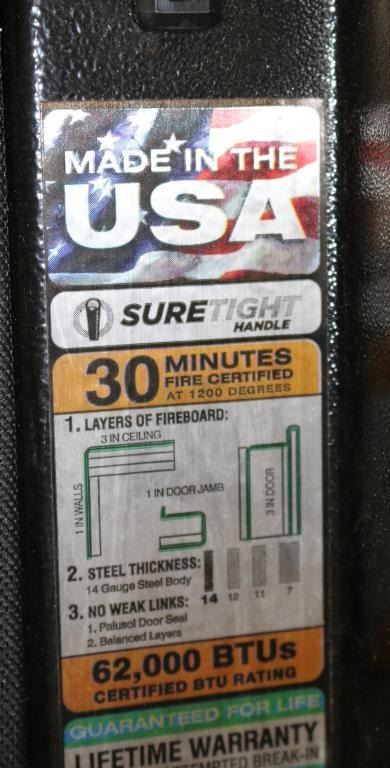 MADE IN THE
USA
SURETIGHT
HANDLE
30 MINUTES
FIRE CERTIFIED
AT 1200 DEGREES
1. LAYERS OF FIREBOARD:
3 IN CEILING
1 IN WALLS
1 IN DOOR JAMB
3 IN DOOR
2. STEEL THICKNESS:
14 Gauge Steel Body
14 12 11 7
3. NO WEAK LINKS:
1. Palusol Door Seal
2. Balanced Layers
62,000 BTUs
CERTIFIED BTU RATING
GUARANTEED FOR LIFE
LIFETIME WARRANTY
ATTEMPTED BREAK-IN